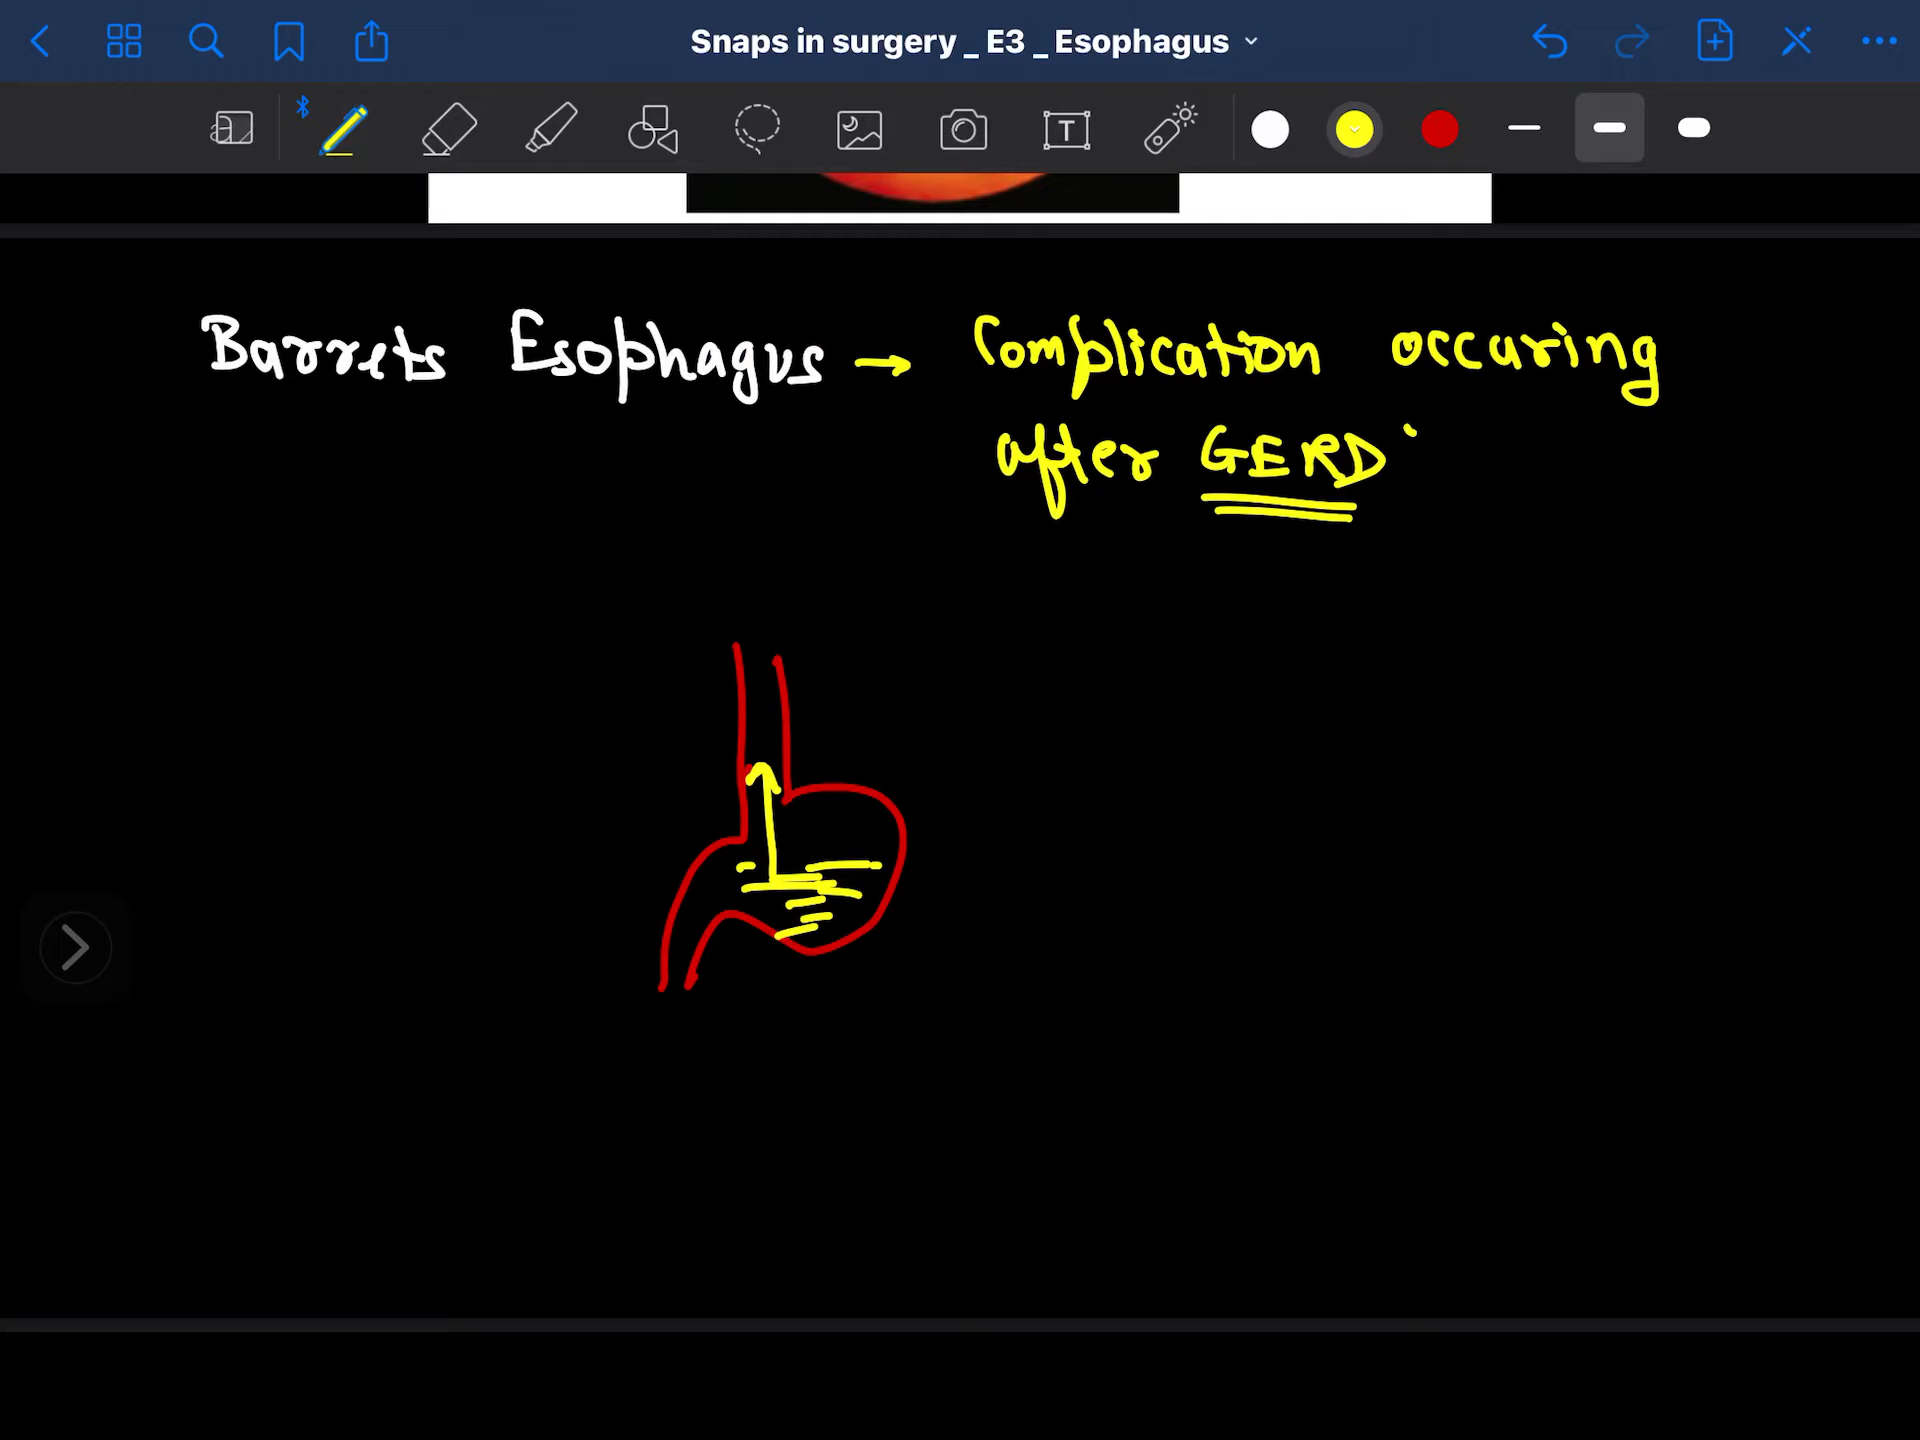 Snaps in surgery _ E3 _ Esophagus
T
Barrets Esophagus → Complication occuring
after GERD